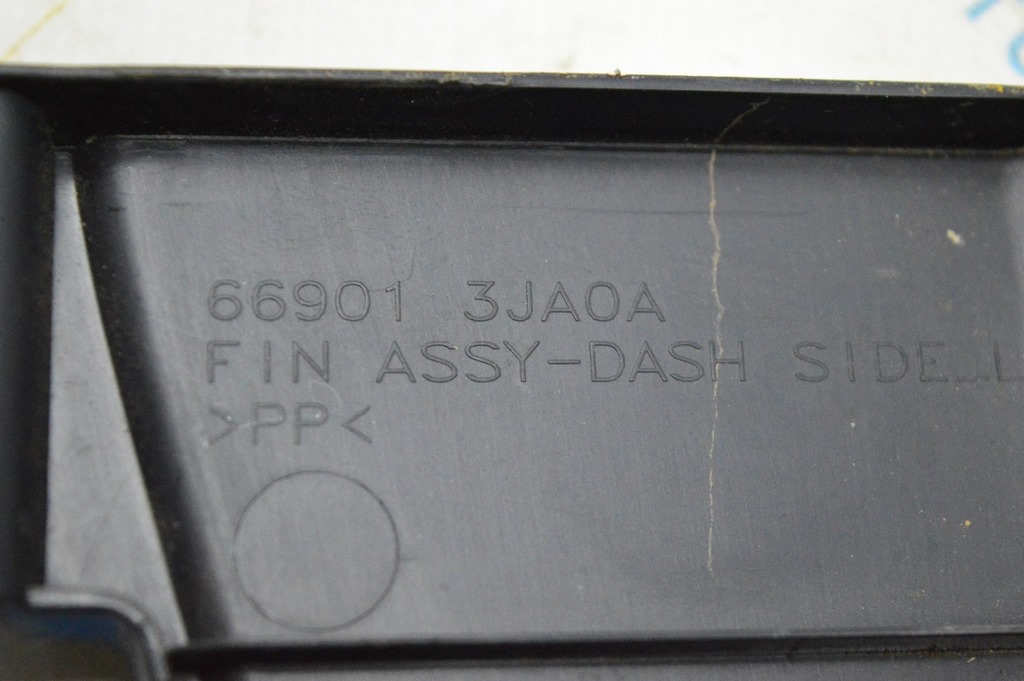 66901 3JA0A
FIN ASSY-DASH SIDE L
>PP<